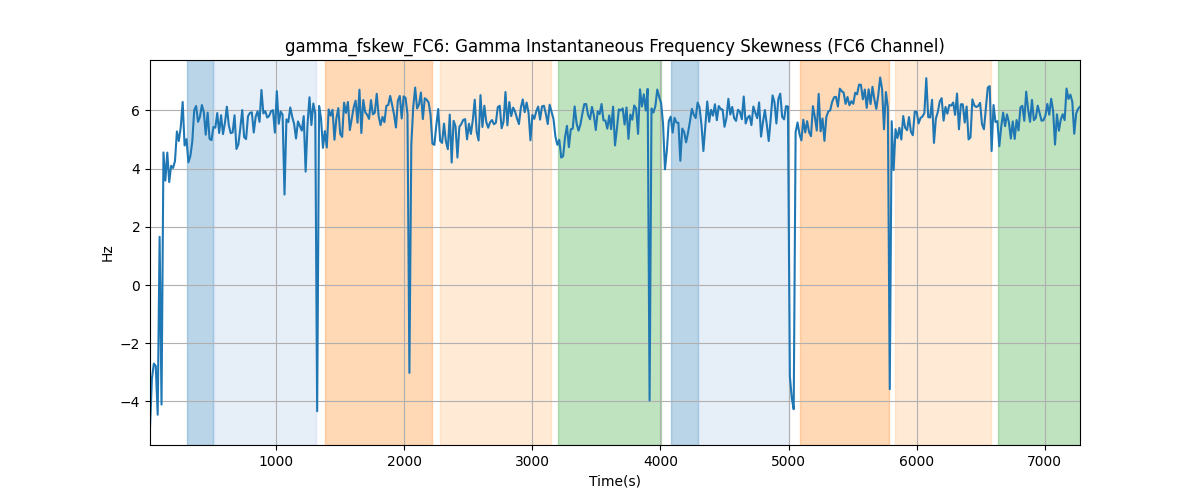 gamma_fskew_FC6: Gamma Instantaneous Frequency Skewness (FC6 Channel)
6
4
2
0
−2
−4
Hz
1000 2000 3000 4000 5000 6000 7000
Time(s)